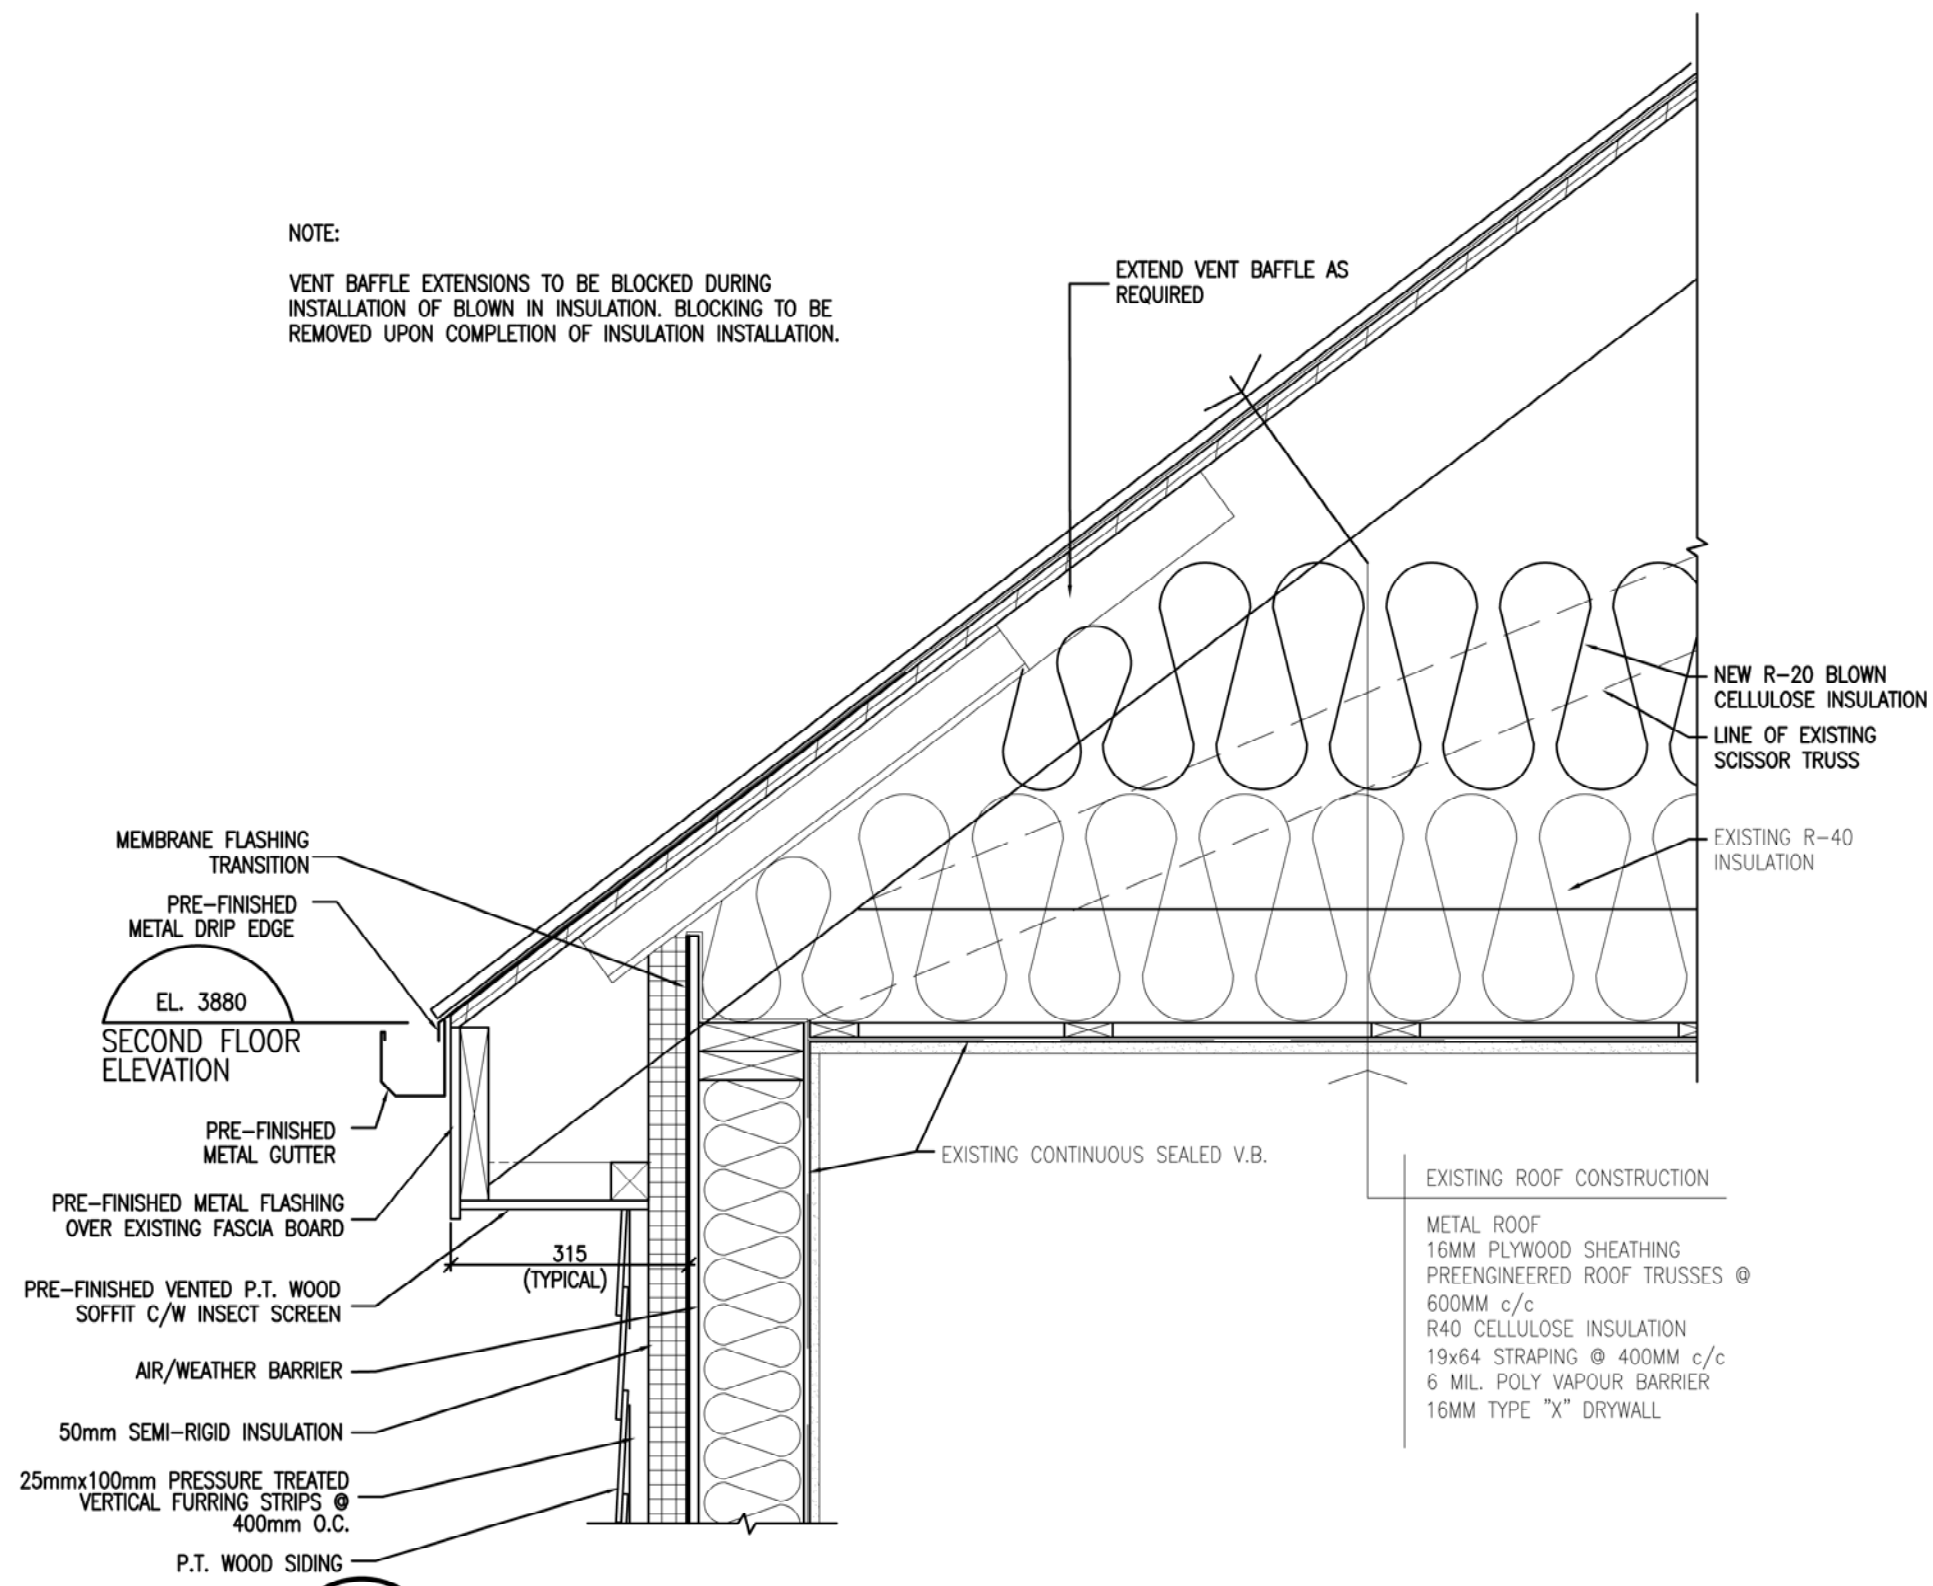 NOTE:
VENT BAFFLE EXTENSIONS TO BE BLOCKED DURING
INSTALLATION OF BLOWN IN INSULATION. BLOCKING TO BE
REMOVED UPON COMPLETION OF INSULATION INSTALLATION.
EXTEND VENT BAFFLE AS
REQUIRED
NEW R-20 BLOWN
CELLULOSE INSULATION
LINE OF EXISTING
SCISSOR TRUSS
EXISTING R-40
INSULATION
MEMBRANE FLASHING
TRANSITION
PRE-FINISHED
METAL DRIP EDGE
EL. 3880
SECOND FLOOR
ELEVATION
PRE-FINISHED
METAL GUTTER
PRE-FINISHED METAL FLASHING
OVER EXISTING FASCIA BOARD
315
(TYPICAL)
PRE-FINISHED VENTED P.T. WOOD
SOFFIT C/W INSECT SCREEN
AIR/WEATHER BARRIER
50mm SEMI-RIGID INSULATION
25mmx100mm PRESSURE TREATED
VERTICAL FURRING STRIPS @
400mm O.C.
P.T. WOOD SIDING
EXISTING CONTINUOUS SEALED V.B.
EXISTING ROOF CONSTRUCTION
METAL ROOF
16MM PLYWOOD SHEATHING
PREENGINEERED ROOF TRUSSES @
600MM c/c
R40 CELLULOSE INSULATION
19x64 STRAPING @ 400MM c/c
6 MIL. POLY VAPOUR BARRIER
16MM TYPE "X" DRYWALL